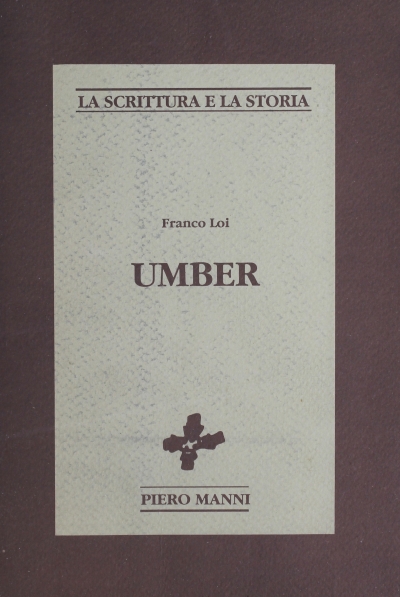 LA SCRITTURA E LA STORIA
Franco Loi
UMBER
PIERO MANNI